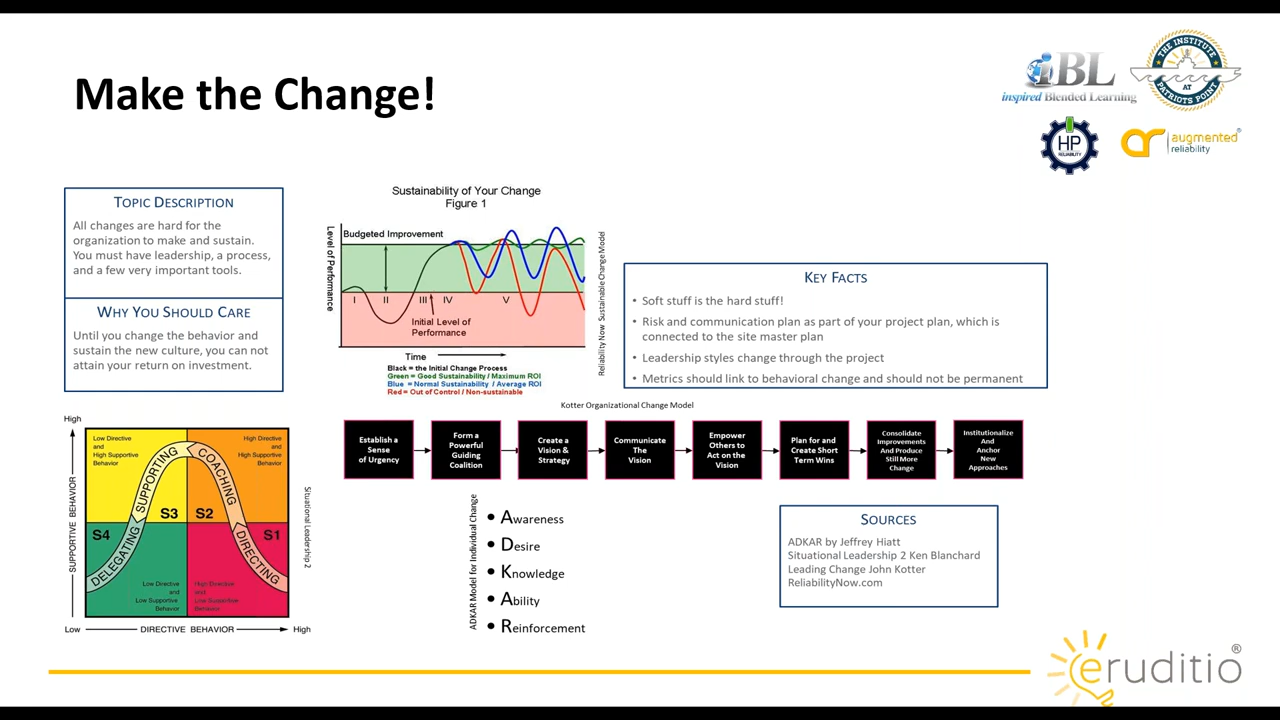 Make the Change!
iBL
inspired Blended Learning
THE INSTITUTE
AT
PATRIOTS POINT
HP
RELIABILITY
ar augmented®
reliability
TOPIC DESCRIPTION
All changes are hard for the
organization to make and sustain.
You must have leadership, a process,
and a few very important tools.
WHY YOU SHOULD CARE
Until you change the behavior and
sustain the new culture, you can not
attain your return on investment.
Sustainability of Your Change
Figure 1
Level of Performance
Budgeted Improvement
I II III IV V
Initial Level of
Performance
Time
Black = the Initial Change Process
Green = Good Sustainability / Maximum ROI
Blue = Normal Sustainability / Average ROI
Red = Out of Control / Non-sustainable
Reliability Now Sustainable Change Model
KEY FACTS
• Soft stuff is the hard stuff!
• Risk and communication plan as part of your project plan, which is
connected to the site master plan
• Leadership styles change through the project
• Metrics should link to behavioral change and should not be permanent
Kotter Organizational Change Model
Establish a
Sense
of Urgency
Form a
Powerful
Guiding
Coalition
Create a
Vision &
Strategy
Communicate
The
Vision
Empower
Others to
Act on the
Vision
Plan for and
Create Short
Term Wins
Consolidate
Improvements
And Produce
Still More
Change
Institutionalize
And
Anchor
New
Approaches
High
SUPPORTIVE BEHAVIOR
Low Directive
and
High Supportive
Behavior
High Directive
and
High Supportive
Behavior
SUPPORTING
COACHING
S3
S2
S4
S1
DELEGATING
DIRECTING
Low Directive
and
Low Supportive
Behavior
High Directive
and
Low Supportive
Behavior
Low
DIRECTIVE BEHAVIOR
High
Situational Leadership 2
ADKAR Model for Individual Change
• Awareness
• Desire
• Knowledge
• Ability
• Reinforcement
SOURCES
ADKAR by Jeffrey Hiatt
Situational Leadership 2 Ken Blanchard
Leading Change John Kotter
ReliabilityNow.com
eruditio®